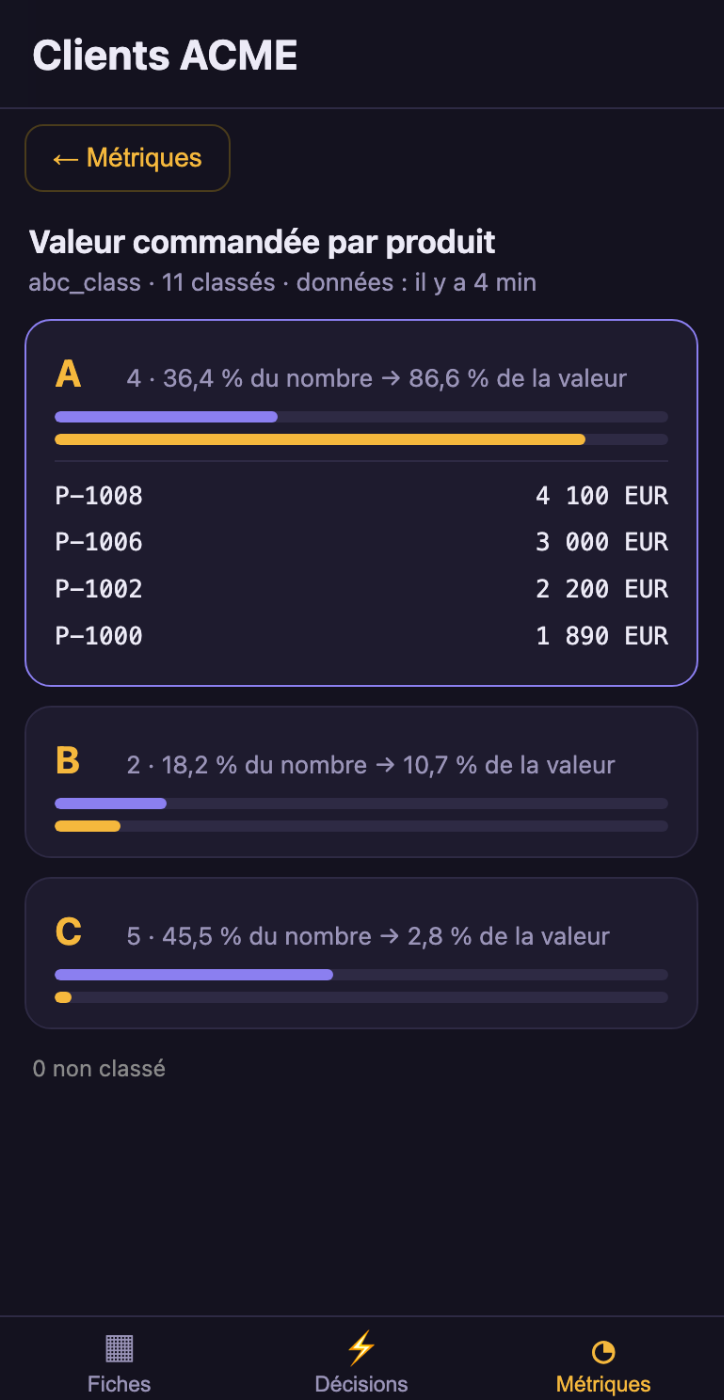 Clients ACME
← Métriques
Valeur commandée par produit
abc_class · 11 classés · données : il y a 4 min
A 4 · 36,4 % du nombre → 86,6 % de la valeur
P–1008 4 100 EUR
P–1006 3 000 EUR
P–1002 2 200 EUR
P–1000 1 890 EUR
B 2 · 18,2 % du nombre → 10,7 % de la valeur
C 5 · 45,5 % du nombre → 2,8 % de la valeur
0 non classé
Fiches Décisions Métriques